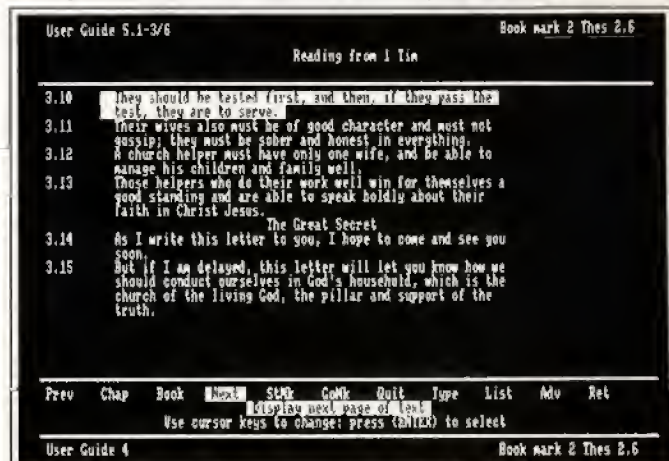 User Guide 5.1-3/6 Book mark 2 Thes 2.6
Reading from 1 Tim
3.10 They should be tested first, and then, if they pass the
test, they are to serve.
3.11 Their wives also must be of good character and must not
gossip; they must be sober and honest in everything.
3.12 A church helper must have only one wife, and be able to
manage his children and family well.
3.13 Those helpers who do their work well win for themselves a
good standing and are able to speak boldly about their
faith in Christ Jesus.
The Great Secret
3.14 As I write this letter to you, I hope to come and see you
soon.
3.15 But if I am delayed, this letter will let you know how we
should conduct ourselves in God's household, which is the
church of the living God, the pillar and support of the
truth.
Prev Chap Book Next StMk GoMk Quit Type List Adv Ret
Display next page of text
Use cursor keys to change: press <ENTER> to select
User Guide 4 Book mark 2 Thes 2.6